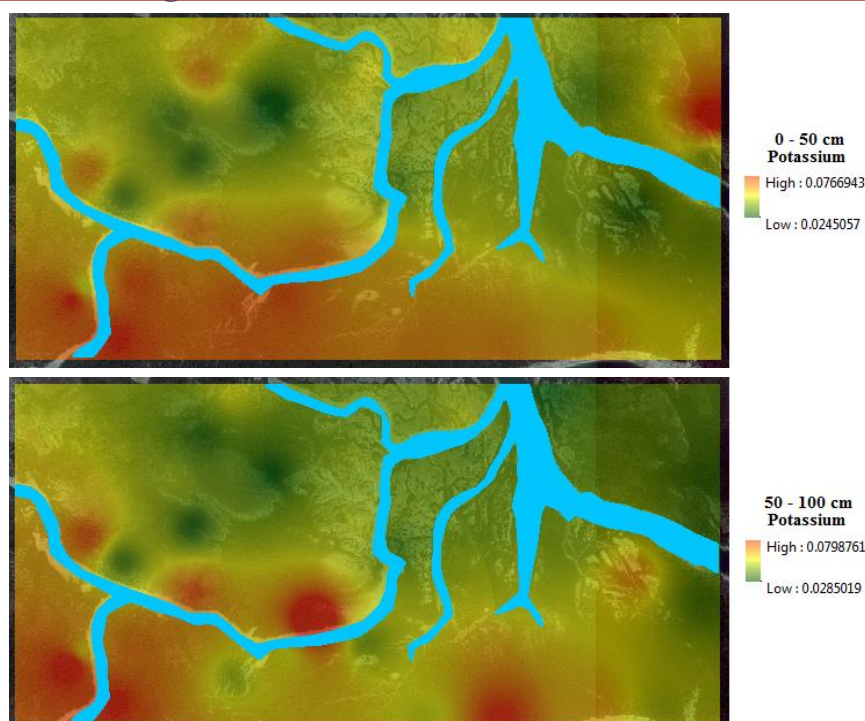 0 - 50 cm
Potassium
High : 0.0766943
Low : 0.0245057
50 - 100 cm
Potassium
High : 0.0798761
Low : 0.0285019